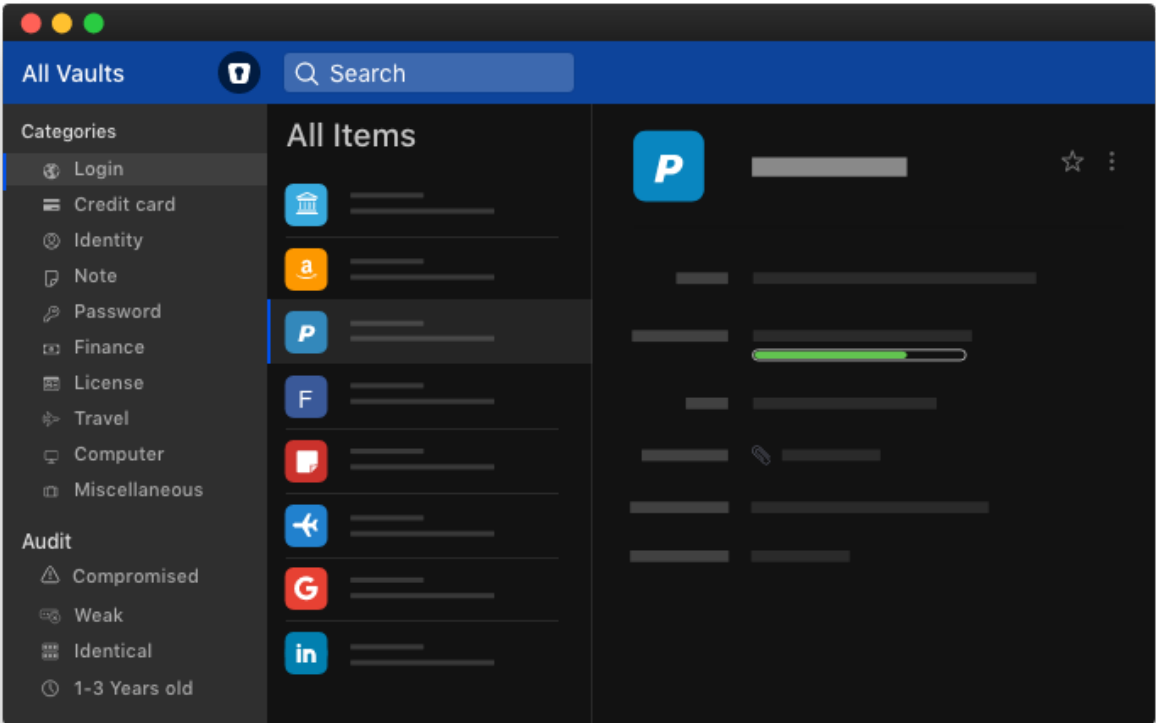 All Vaults
Search
Categories
Login
Credit card
Identity
Note
Password
Finance
License
Travel
Computer
Miscellaneous
Audit
Compromised
Weak
Identical
1-3 Years old
All Items
a
P
F
G
in
P